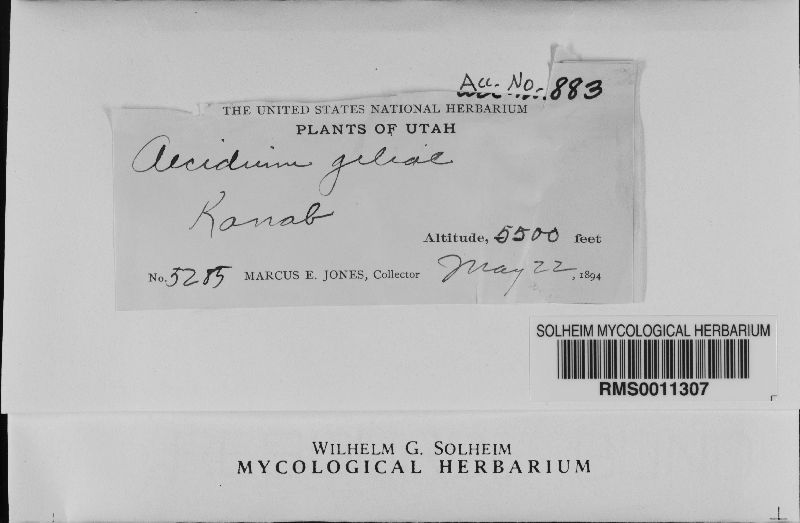 Acc. No. 883
THE UNITED STATES NATIONAL HERBARIUM
PLANTS OF UTAH
Aecidium giliae
Kanab
Altitude, 5500 feet
No. 5285 MARCUS E. JONES, Collector May 22, 1894
SOLHEIM MYCOLOGICAL HERBARIUM
RMS0011307
WILHELM G. SOLHEIM
MYCOLOGICAL HERBARIUM